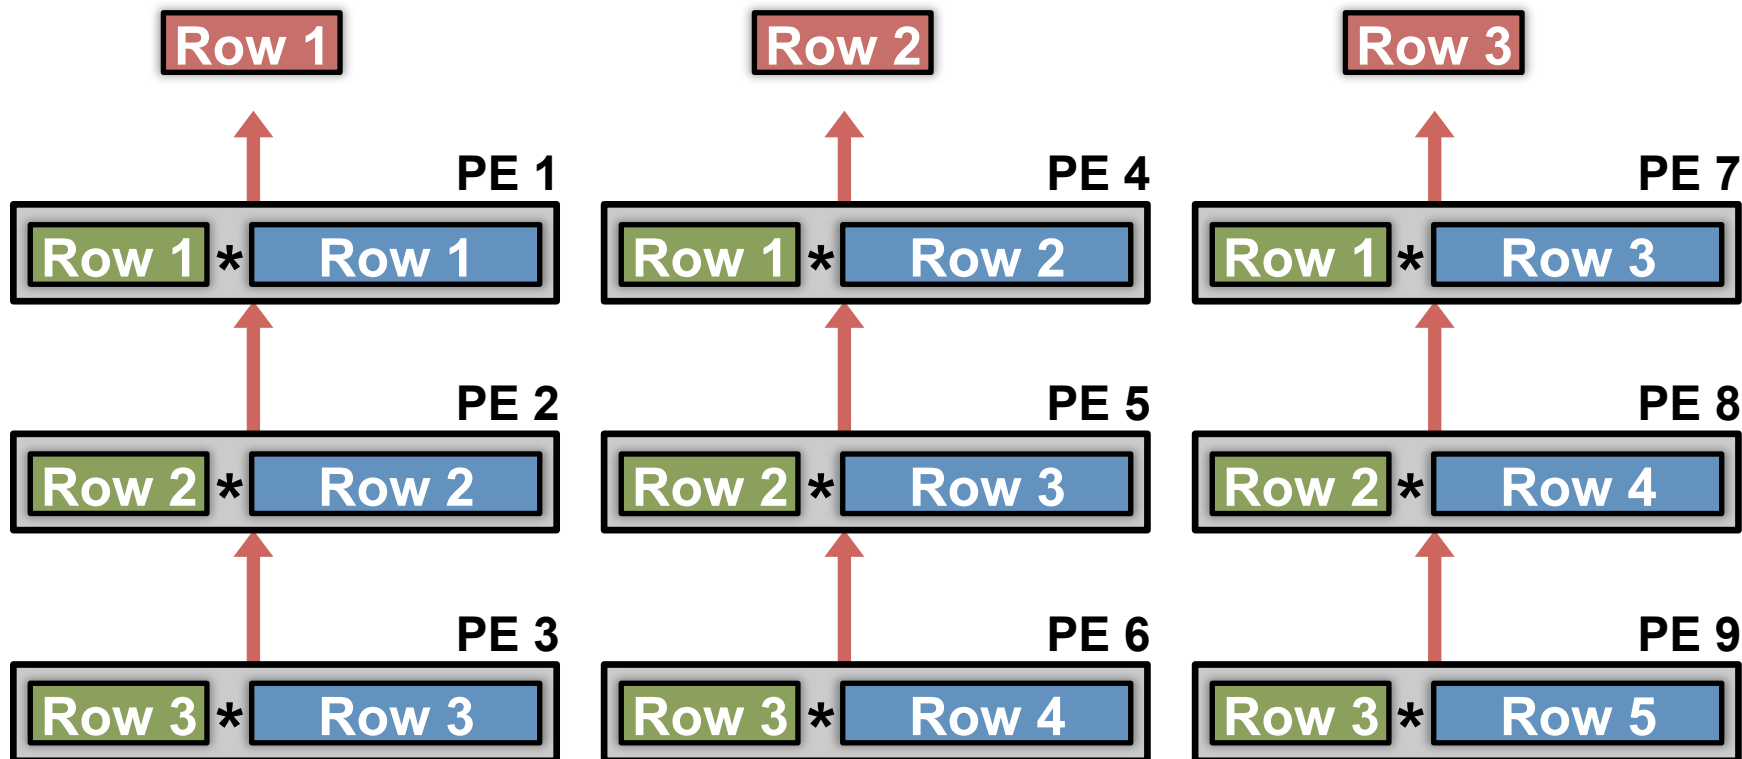 Row 1 Row 2 Row 3
PE 1 PE 4 PE 7
Row 1 * Row 1 Row 1 * Row 2 Row 1 * Row 3
PE 2 PE 5 PE 8
Row 2 * Row 2 Row 2 * Row 3 Row 2 * Row 4
PE 3 PE 6 PE 9
Row 3 * Row 3 Row 3 * Row 4 Row 3 * Row 5